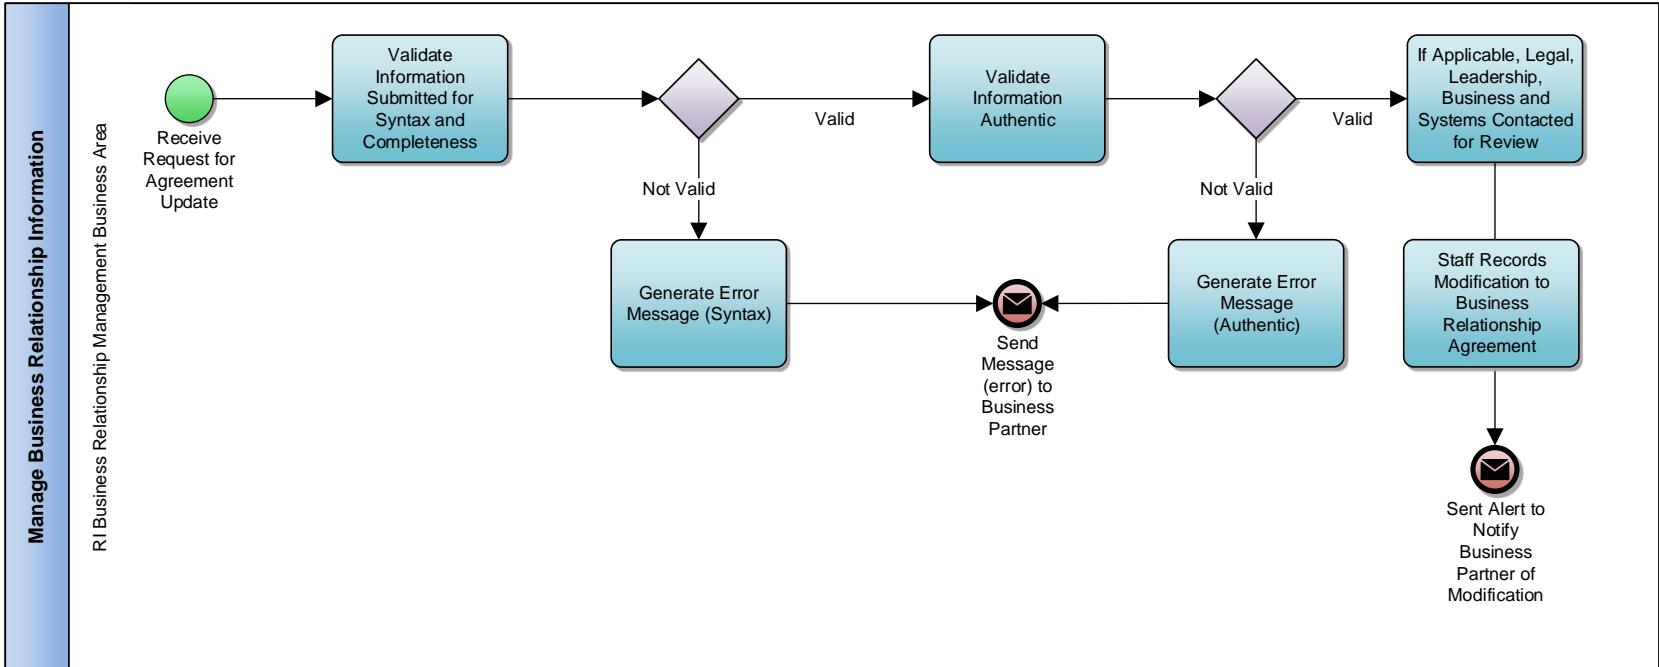 Manage Business Relationship Information
RI Business Relationship Management Business Area
Receive
Request for
Agreement
Update
Validate
Information
Submitted for
Syntax and
Completeness
Valid
Not Valid
Generate Error
Message (Syntax)
Validate
Information
Authentic
Valid
Not Valid
Generate Error
Message
(Authentic)
Send
Message
(error) to
Business
Partner
If Applicable, Legal,
Leadership,
Business and
Systems Contacted
for Review
Staff Records
Modification to
Business
Relationship
Agreement
Sent Alert to
Notify
Business
Partner of
Modification